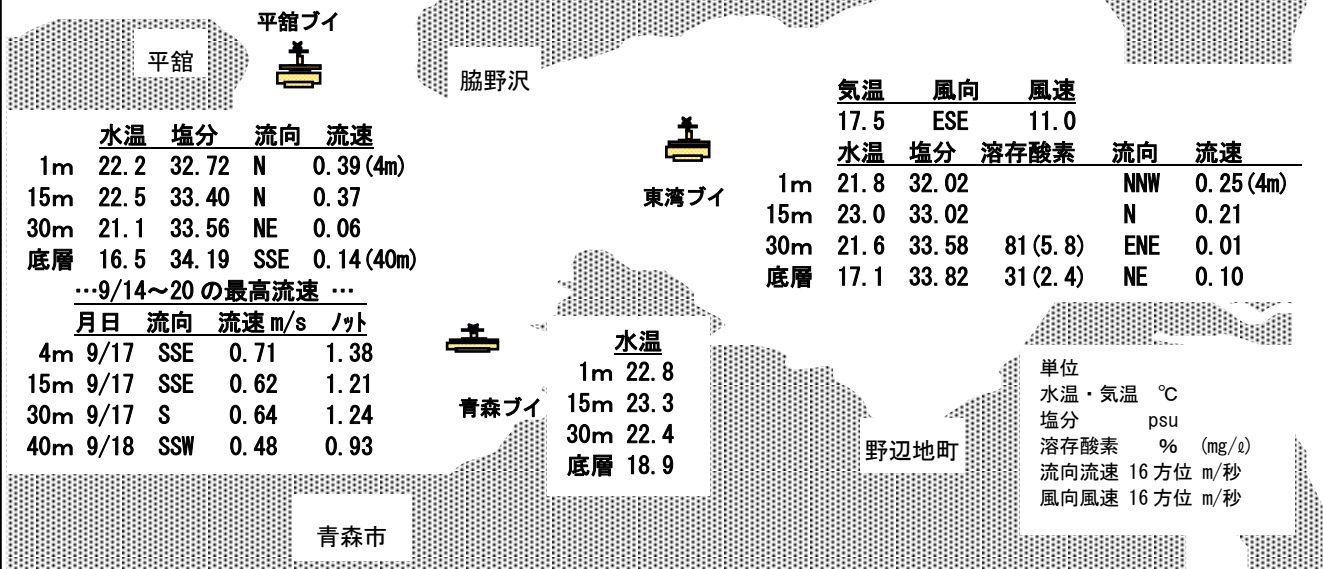 平舘ブイ
平舘
脇野沢
水温 塩分 流向 流速
1m 22.2 32.72 N 0.39(4m)
15m 22.5 33.40 N 0.37
30m 21.1 33.56 NE 0.06
底層 16.5 34.19 SSE 0.14(40m)
…9/14~20の最高流速 …
月日 流向 流速m/s ノット
4m 9/17 SSE 0.71 1.38
15m 9/17 SSE 0.62 1.21
30m 9/17 S 0.64 1.24
40m 9/18 SSW 0.48 0.93
東湾ブイ
気温 風向 風速
17.5 ESE 11.0
水温 塩分 溶存酸素 流向 流速
1m 21.8 32.02 NNW 0.25(4m)
15m 23.0 33.02 N 0.21
30m 21.6 33.58 81(5.8) ENE 0.01
底層 17.1 33.82 31(2.4) NE 0.10
青森ブイ
水温
1m 22.8
15m 23.3
30m 22.4
底層 18.9
野辺地町
青森市
単位
水温・気温 ℃
塩分 psu
溶存酸素 % (mg/ℓ)
流向流速 16方位 m/秒
風向風速 16方位 m/秒